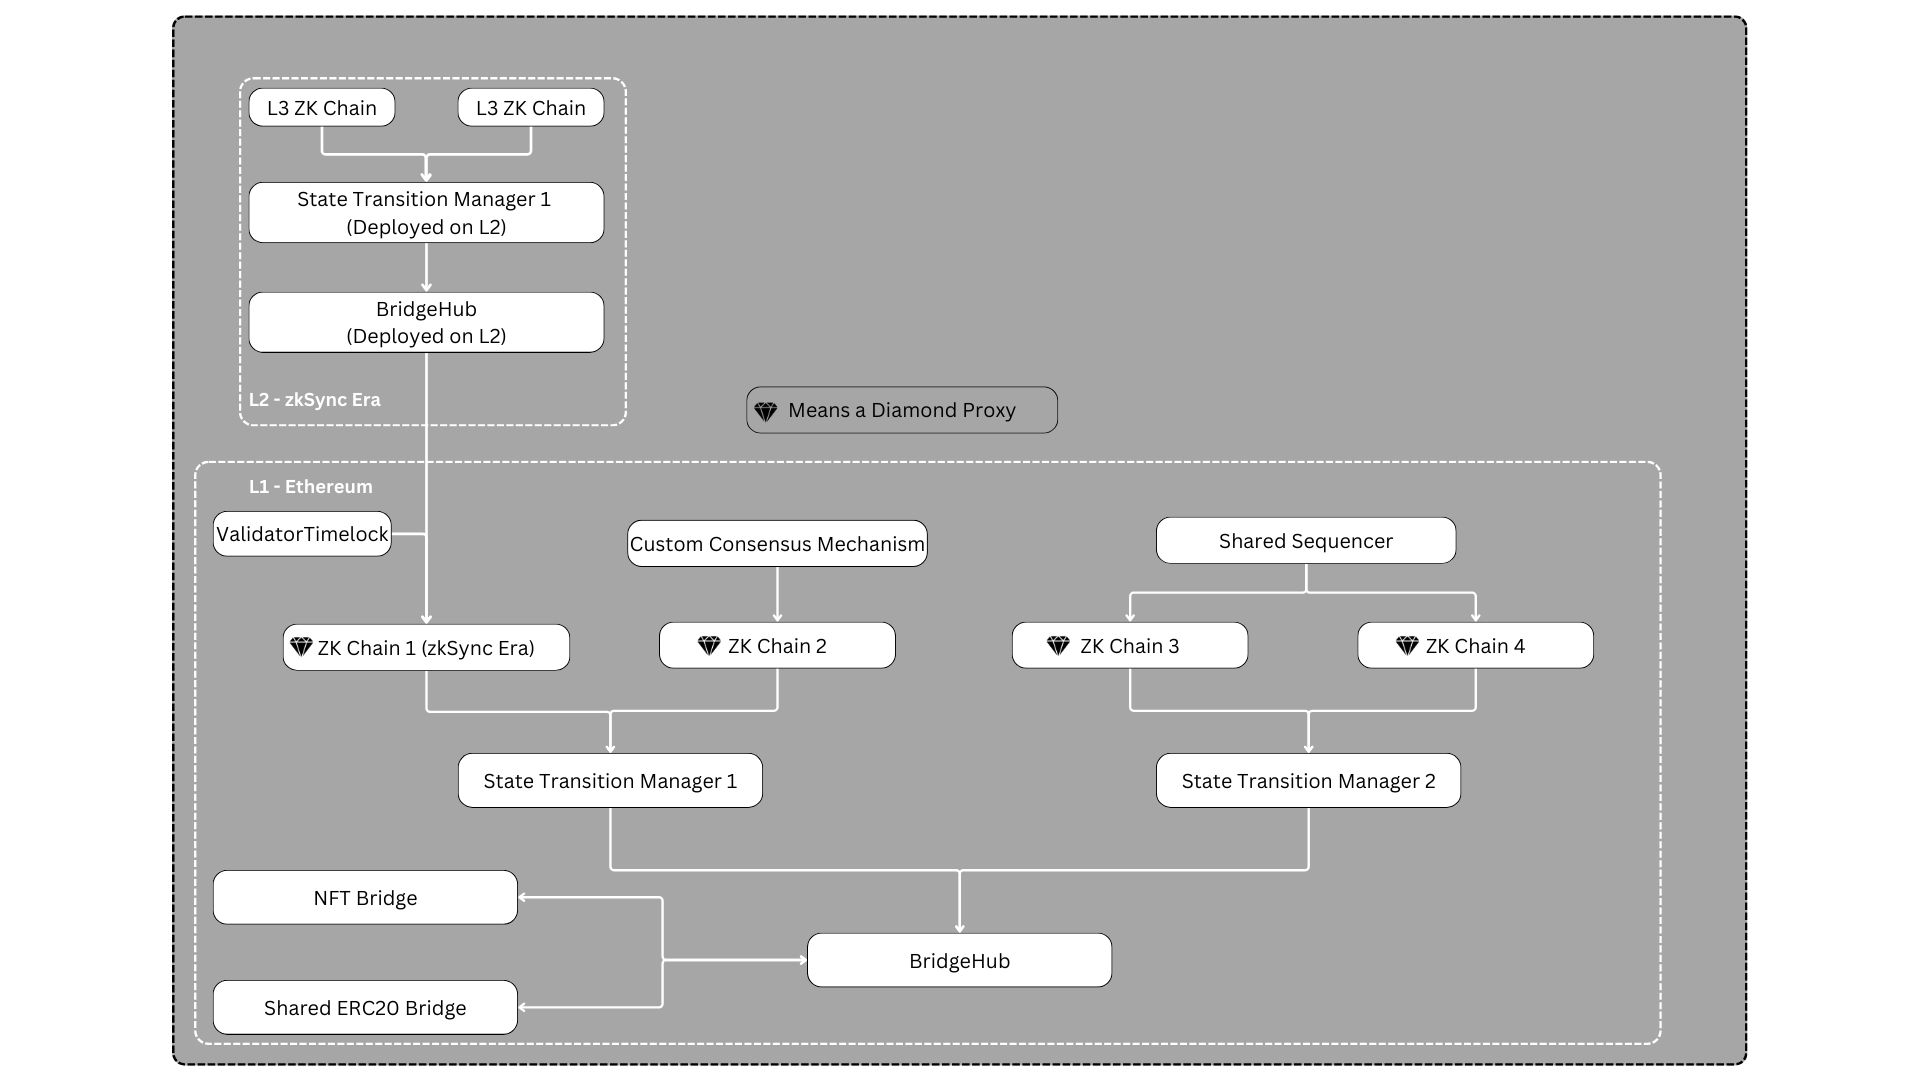 L3 ZK Chain
L3 ZK Chain
State Transition Manager 1
(Deployed on L2)
BridgeHub
(Deployed on L2)
L2 - zkSync Era
Means a Diamond Proxy
L1 - Ethereum
ValidatorTimelock
Custom Consensus Mechanism
Shared Sequencer
ZK Chain 1 (zkSync Era)
ZK Chain 2
ZK Chain 3
ZK Chain 4
State Transition Manager 1
State Transition Manager 2
NFT Bridge
BridgeHub
Shared ERC20 Bridge